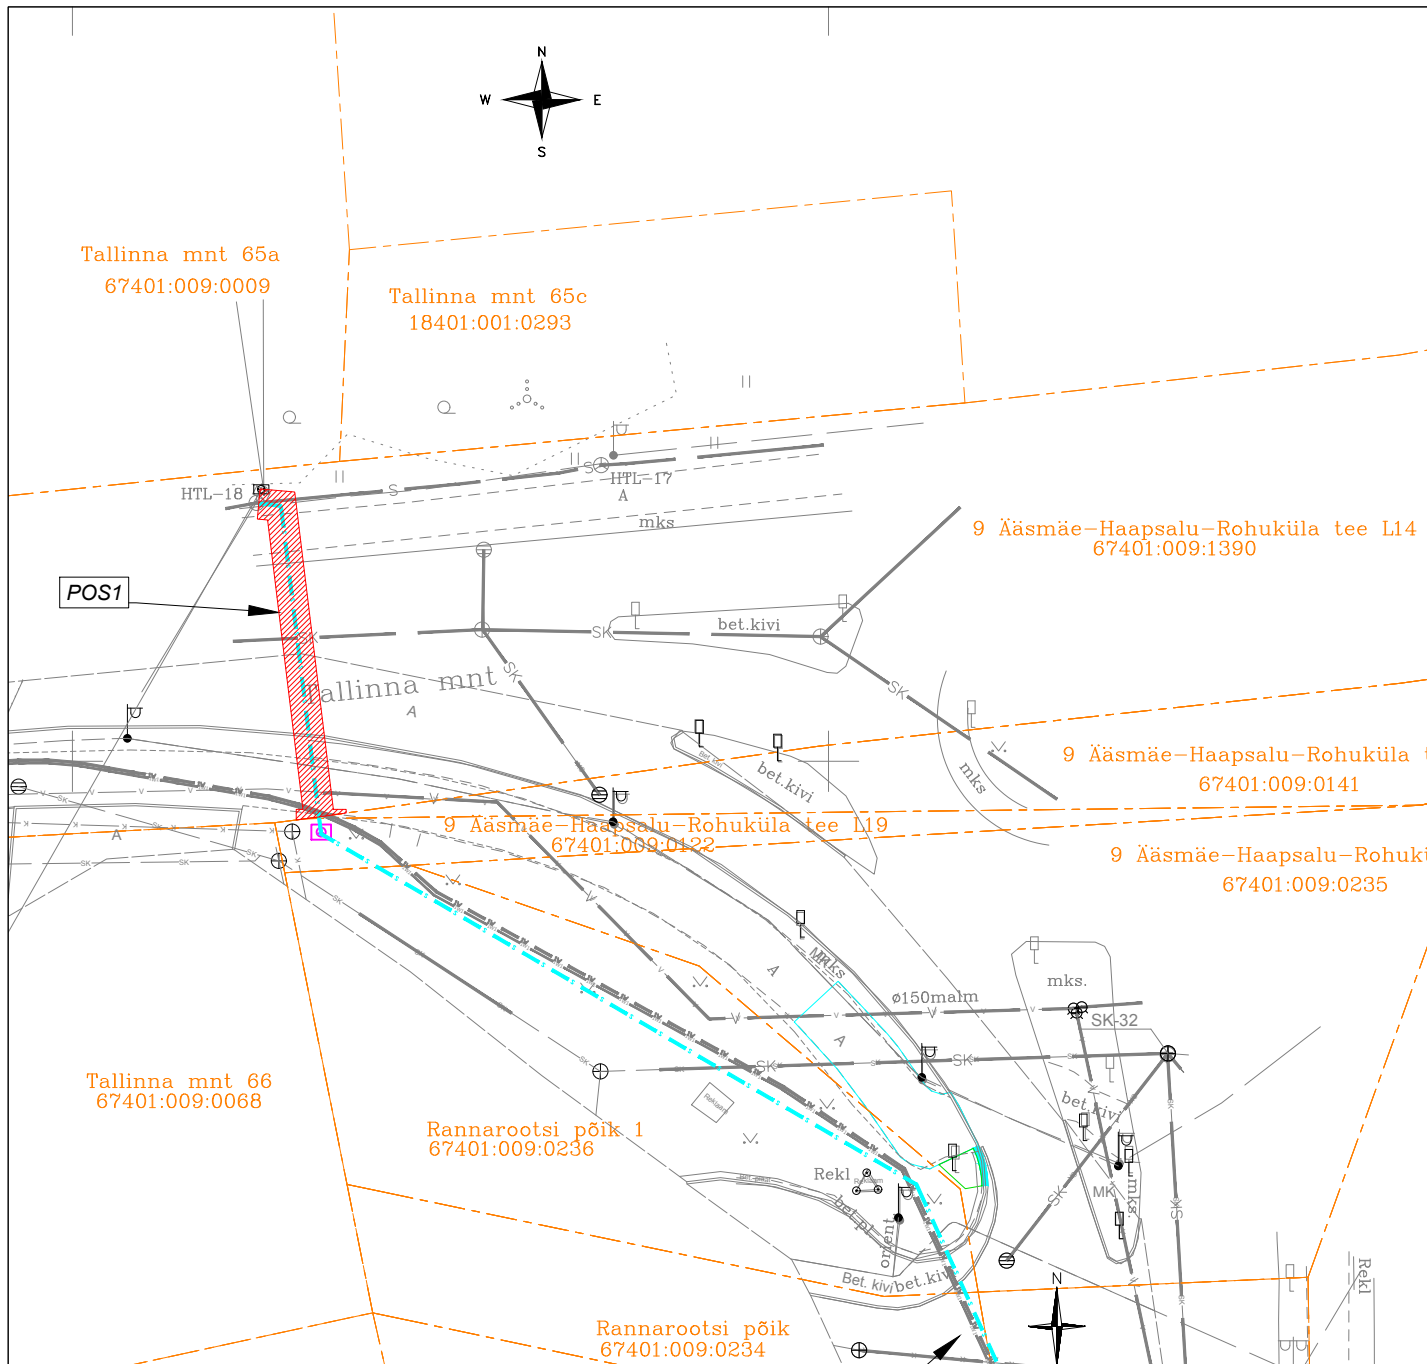 N
W E
S
Tallinna mnt 65a
67401:009:0009
Tallinna mnt 65c
18401:001:0293
HTL-18
S
S
HTL-17
A
mks
9 Ääsmäe-Haapsalu-Rohuküla tee L14
67401:009:1390
POS1
SK
SK
bet.kivi
SK
SK
Tallinna mnt
A
bet.kivi
mks
9 Ääsmäe-Haapsalu-Rohuküla t
67401:009:0141
A
9 Ääsmäe-Haapsalu-Rohuküla tee L19
67401:009:0122
9 Ääsmäe-Haapsalu-Rohukü
67401:009:0235
mks
A
mks.
ø150malm
SK-32
A
SK
SK
Tallinna mnt 66
67401:009:0068
bet.kivi
Reklaam
Rannarootsi põik 1
67401:009:0236
Rekl
Reklaam
MK
mks.
SK
SK
bet.pl
orient
Bet. kivi
bet.kivi
Rekl
N
Rannarootsi põik
67401:009:0234